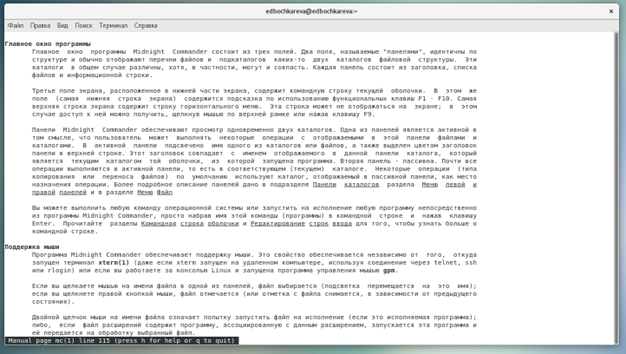 edbochkareva@edbochkareva:~
Файл Правка Вид Поиск Терминал Справка
Главное окно программы
Главное окно программы Midnight Commander состоит из трех полей. Два поля, называемые "панелями", идентичны по
структуре и обычно отображают перечни файлов и подкаталогов каких-то двух каталогов файловой структуры. Эти
каталоги в общем случае различны, хотя, в частности, могут и совпасть. Каждая панель состоит из заголовка, списка
файлов и информационной строки.
Третье поле экрана, расположенное в нижней части экрана, содержит командную строку текущей оболочки. В этом же
поле (самая нижняя строка экрана) содержится подсказка по использованию функциональных клавиш F1 - F10. Самая
верхняя строка экрана содержит строку горизонтального меню. Эта строка может не отображаться на экране; в этом
случае доступ к ней можно получить, щелкнув мышью по верхней рамке или нажав клавишу F9.
Панели Midnight Commander обеспечивают просмотр одновременно двух каталогов. Одна из панелей является активной в
том смысле, что пользователь может выполнять некоторые операции с отображаемыми в этой панели файлами и
каталогами. В активной панели подсвечено имя одного из каталогов или файлов, а также выделен цветом заголовок
панели в верхней строке. Этот заголовок совпадает с именем отображаемого в данной панели каталога, который
является текущим каталогом той оболочки, из которой запущена программа. Вторая панель - пассивна. Почти все
операции выполняются в активной панели, то есть в соответствующем (текущем) каталоге. Некоторые операции (типа
копирования или переноса файлов) по умолчанию используют каталог, отображаемый в пассивной панели, как место
назначения операции. Более подробное описание панелей дано в подразделе Панели каталогов раздела Меню левой и
правой панелей и в разделе Меню Файл
Вы можете выполнить любую команду операционной системы или запустить на исполнение любую программу непосредственно
из программы Midnight Commander, просто набрав имя этой команды (программы) в командной строке и нажав клавишу
Enter. Прочитайте разделы Командная строка оболочки и Редактирование строк ввода для того, чтобы узнать больше о
командной строке.
Поддержка мыши
Программа Midnight Commander обеспечивает поддержку мыши. Это свойство обеспечивается независимо от того, откуда
запущен терминал xterm(1) (даже если xterm запущен на удаленном компьютере, используя соединение через telnet, ssh
или rlogin) или если вы работаете за консолью Linux и запущена программа управления мышью gpm.
Если вы щелкаете мышью на имени файла в одной из панелей, файл выбирается (подсветка перемещается на это имя);
если вы щелкнете правой кнопкой мыши, файл отмечается (или отметка с файла снимается, в зависимости от предыдущего
состояния).
Двойной щелчок мыши на имени файла означает попытку запустить файл на исполнение (если это исполняемая программа);
либо, если файл расширений содержит программу, ассоциированную с данным расширением, запускается эта программа и
ей передается на обработку выбранный файл.
Manual page mc(1) line 115 (press h for help or q to quit)